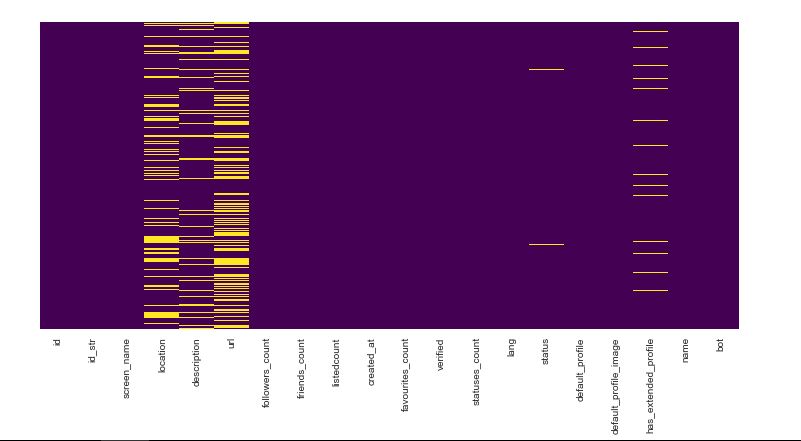 id
id_str
screen_name
location
description
url
followers_count
friends_count
listedcount
created_at
favourites_count
verified
statuses_count
lang
status
default_profile
default_profile_image
has_extended_profile
name
bot